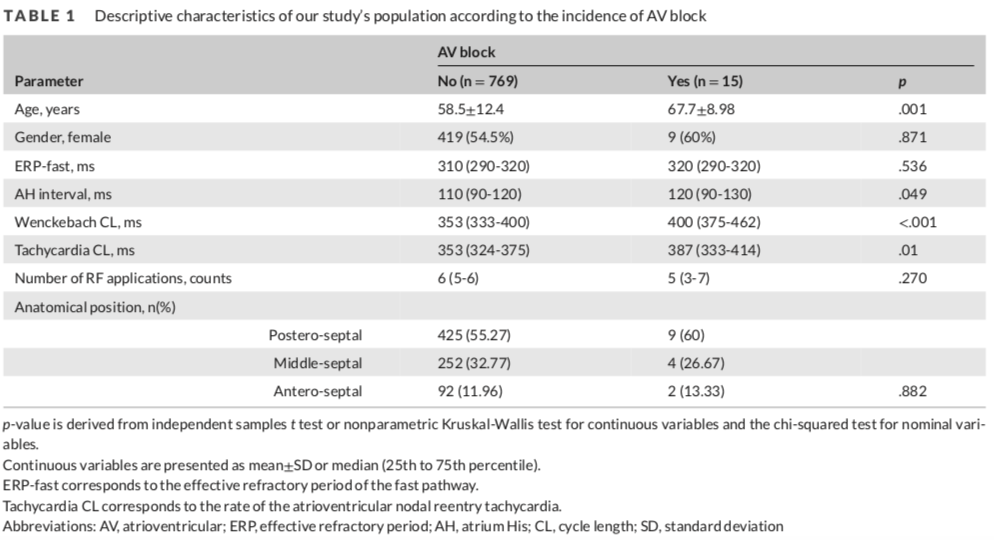 TABLE 1 Descriptive characteristics of our study's population according to the incidence of AV block
AV block
Parameter No (n = 769) Yes (n = 15) p
Age, years 58.5±12.4 67.7±8.98 .001
Gender, female 419 (54.5%) 9 (60%) .871
ERP-fast, ms 310 (290-320) 320 (290-320) .536
AH interval, ms 110 (90-120) 120 (90-130) .049
Wenckebach CL, ms 353 (333-400) 400 (375-462) <.001
Tachycardia CL, ms 353 (324-375) 387 (333-414) .01
Number of RF applications, counts 6 (5-6) 5 (3-7) .270
Anatomical position, n(%)
Postero-septal 425 (55.27) 9 (60)
Middle-septal 252 (32.77) 4 (26.67)
Antero-septal 92 (11.96) 2 (13.33) .882
p-value is derived from independent samples t test or nonparametric Kruskal-Wallis test for continuous variables and the chi-squared test for nominal vari-
ables.
Continuous variables are presented as mean±SD or median (25th to 75th percentile).
ERP-fast corresponds to the effective refractory period of the fast pathway.
Tachycardia CL corresponds to the rate of the atrioventricular nodal reentry tachycardia.
Abbreviations: AV, atrioventricular; ERP, effective refractory period; AH, atrium His; CL, cycle length; SD, standard deviation